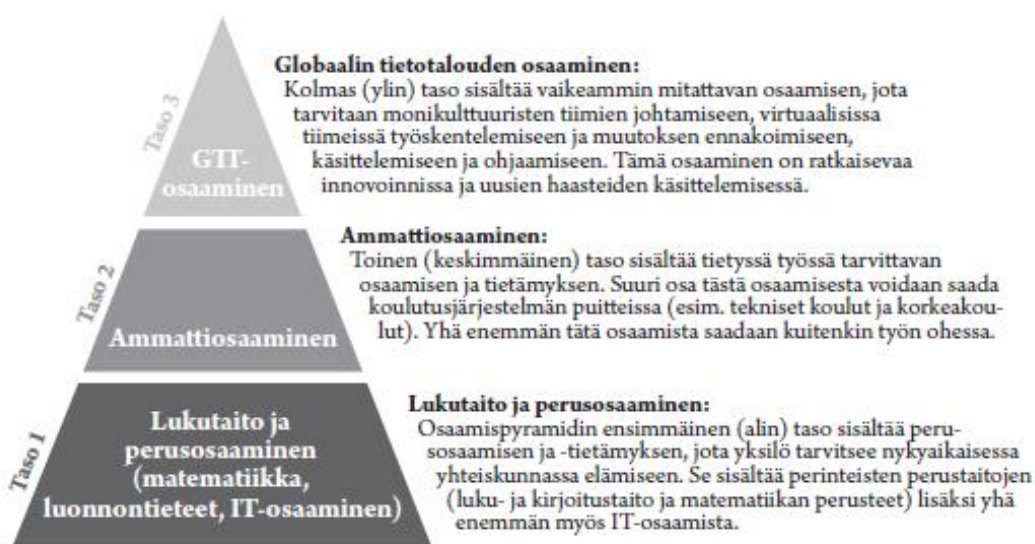 Taso 3
GTT-
osaaminen
Globaalin tietotalouden osaaminen:
Kolmas (ylin) taso sisältää vaikeammin mitattavan osaamisen, jota
tarvitaan monikulttuuristen tiimien johtamiseen, virtuaalisissa
tiimeissä työskentelemiseen ja muutoksen ennakoimiseen,
käsittelemiseen ja ohjaamiseen. Tämä osaaminen on ratkaisevaa
innovoinnissa ja uusien haasteiden käsittelemisessä.
Taso 2
Ammattiosaaminen
Ammattiosaaminen:
Toinen (keskimmäinen) taso sisältää tietyssä työssä tarvittavan
osaamisen ja tietämyksen. Suuri osa tästä osaamisesta voidaan saada
koulutusjärjestelmän puitteissa (esim. tekniset koulut ja korkeakou-
lut). Yhä enemmän tätä osaamista saadaan kuitenkin työn ohessa.
Taso 1
Lukutaito ja
perusosaaminen
(matematiikka,
luonnontieteet, IT-osaaminen)
Lukutaito ja perusosaaminen:
Osaamispyramidin ensimmäinen (alin) taso sisältää peru-
sosaamisen ja -tietämyksen, jota yksilö tarvitsee nykyaikaisessa
yhteiskunnassa elämiseen. Se sisältää perinteisten perustaitojen
(luku- ja kirjoitustaito ja matematiikan perusteet) lisäksi yhä
enemmän myös IT-osaamista.